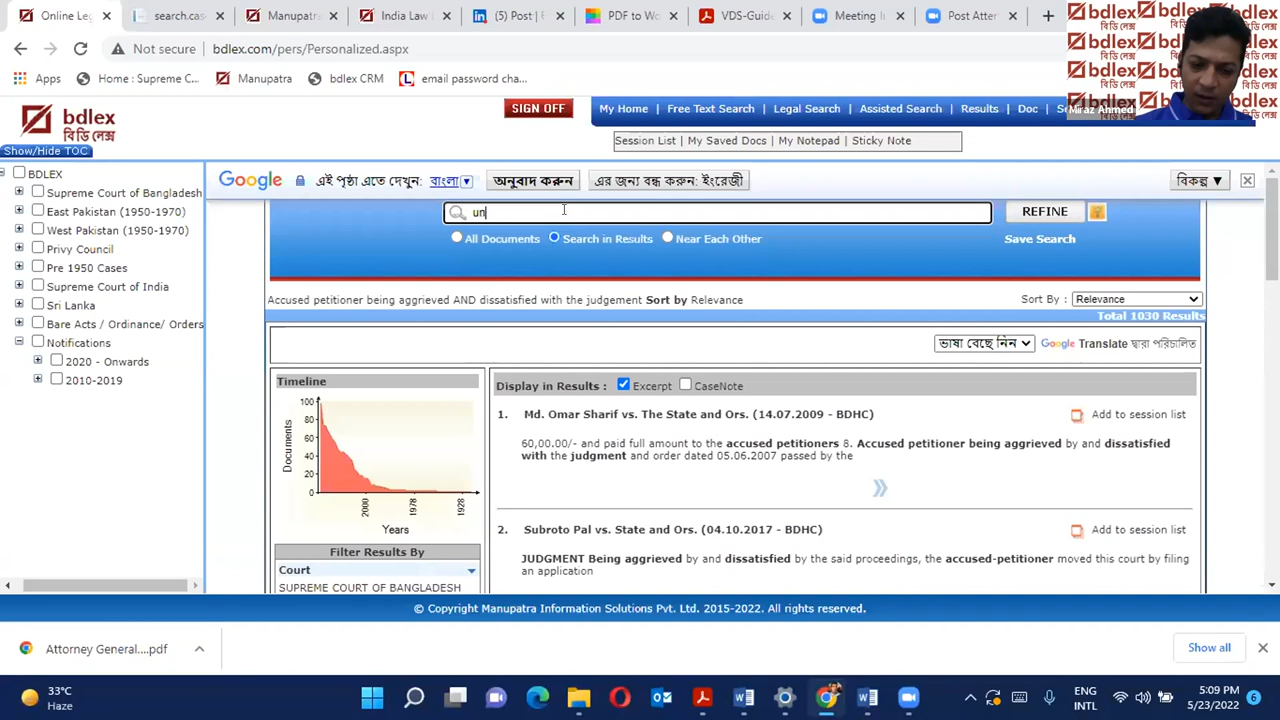 Online Leg
search.cas
Manupatra
India Law I
(5) Post |
PDF to Wo
VDS-Guide
Meeting I
Post Atten
Not secure
bdlex.com/pers/Personalized.aspx
Apps
Home : Supreme C...
Manupatra
bdlex CRM
email password cha...
bdlex
বিডি লেক্স
Miraz Ahmed
bdlex
বিডি লেক্স
SIGN OFF
My Home | Free Text Search | Legal Search | Assisted Search | Results | Doc |
Session List | My Saved Docs | My Notepad | Sticky Note
Show/Hide TOC
BDLEX
Supreme Court of Bangladesh
East Pakistan (1950-1970)
West Pakistan (1950-1970)
Privy Council
Pre 1950 Cases
Supreme Court of India
Sri Lanka
Bare Acts / Ordinance/ Orders
Notifications
2020 - Onwards
2010-2019
Google এই পৃষ্ঠা এতে দেখুন: বাংলা অনুবাদ করুন এর জন্য বন্ধ করুন: ইংরেজী বিকল্প ▼
un
REFINE
All Documents Search in Results Near Each Other
Save Search
Accused petitioner being aggrieved AND dissatisfied with the judgement Sort by Relevance
Sort By : Relevance
Total 1030 Results
ভাষা বেছে নিন Google Translate দ্বারা পরিচালিত
Timeline
Documents
100
80
60
40
20
0
2000
1978
1928
Years
Filter Results By
Court
SUPREME COURT OF BANGLADESH
Display in Results : Excerpt CaseNote
1. Md. Omar Sharif vs. The State and Ors. (14.07.2009 - BDHC)
Add to session list
60,00.00/- and paid full amount to the accused petitioners 8. Accused petitioner being aggrieved by and dissatisfied
with the judgment and order dated 05.06.2007 passed by the
2. Subroto Pal vs. State and Ors. (04.10.2017 - BDHC)
Add to session list
JUDGMENT Being aggrieved by and dissatisfied by the said proceedings, the accused-petitioner moved this court by filing
an application
© Copyright Manupatra Information Solutions Pvt. Ltd. 2015-2022. All rights reserved.
Attorney General....pdf
Show all
33°C
Haze
ENG
INTL
5:09 PM
5/23/2022
6